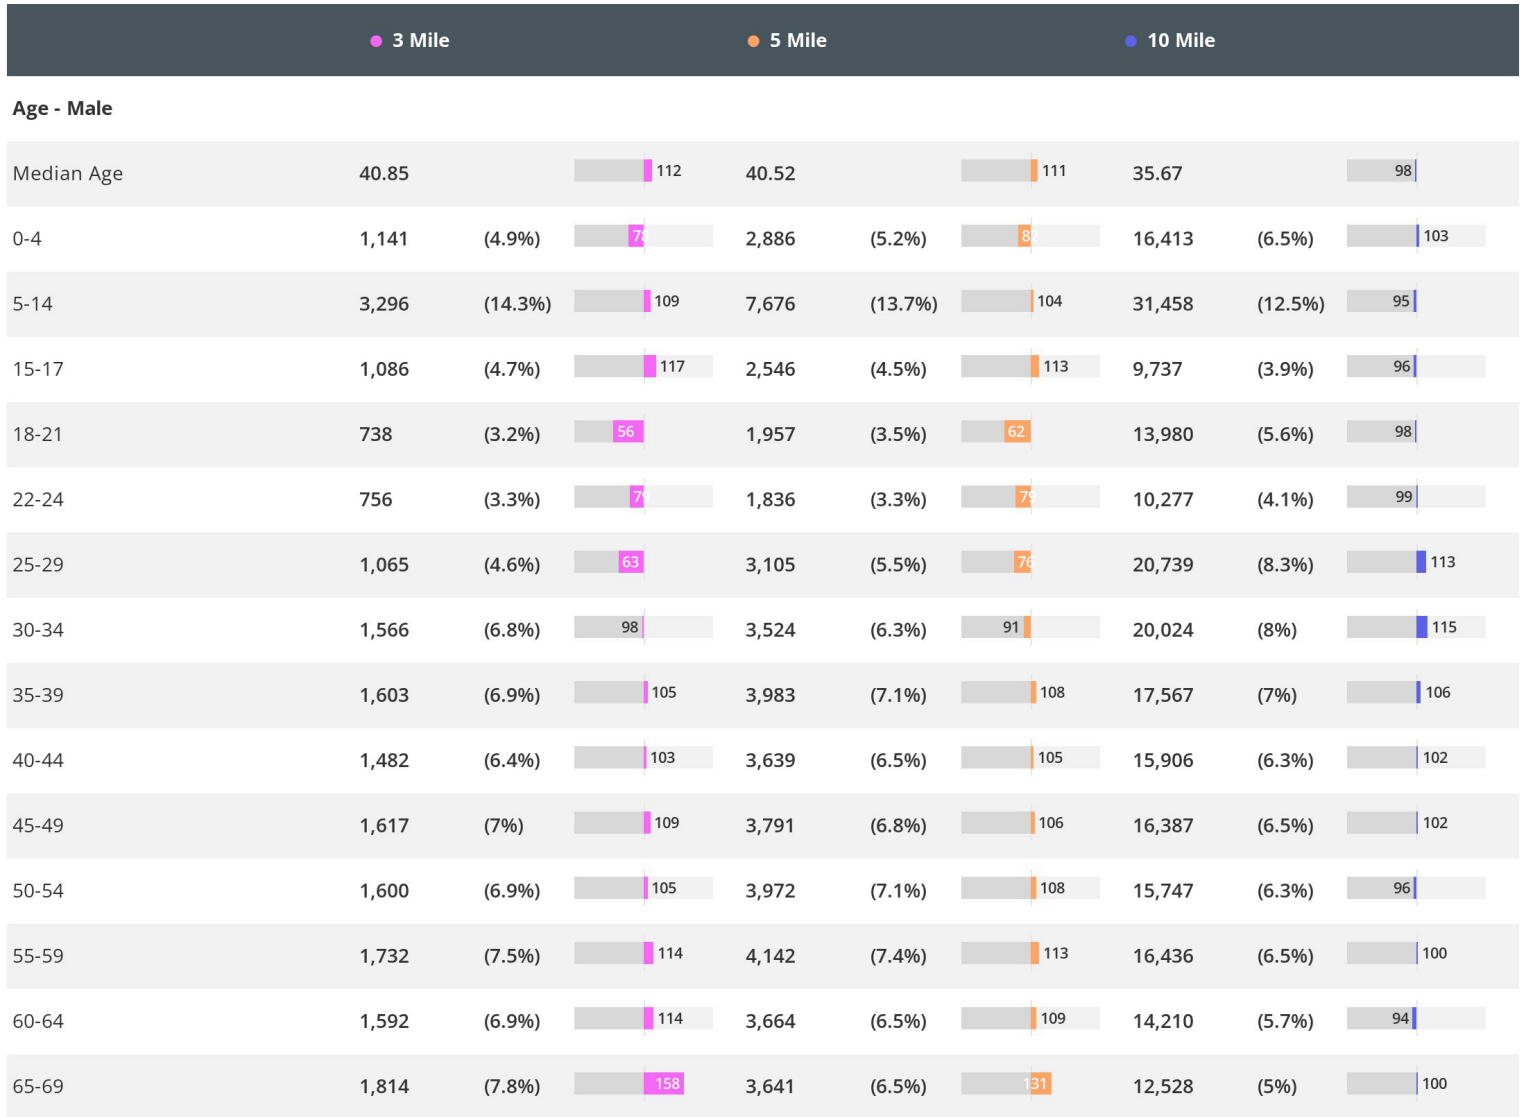 3 Mile 5 Mile 10 Mile
Age - Male
Median Age 40.85 112 40.52 111 35.67 98
0-4 1,141 (4.9%) 78 2,886 (5.2%) 82 16,413 (6.5%) 103
5-14 3,296 (14.3%) 109 7,676 (13.7%) 104 31,458 (12.5%) 95
15-17 1,086 (4.7%) 117 2,546 (4.5%) 113 9,737 (3.9%) 96
18-21 738 (3.2%) 56 1,957 (3.5%) 62 13,980 (5.6%) 98
22-24 756 (3.3%) 79 1,836 (3.3%) 79 10,277 (4.1%) 99
25-29 1,065 (4.6%) 63 3,105 (5.5%) 76 20,739 (8.3%) 113
30-34 1,566 (6.8%) 98 3,524 (6.3%) 91 20,024 (8%) 115
35-39 1,603 (6.9%) 105 3,983 (7.1%) 108 17,567 (7%) 106
40-44 1,482 (6.4%) 103 3,639 (6.5%) 105 15,906 (6.3%) 102
45-49 1,617 (7%) 109 3,791 (6.8%) 106 16,387 (6.5%) 102
50-54 1,600 (6.9%) 105 3,972 (7.1%) 108 15,747 (6.3%) 96
55-59 1,732 (7.5%) 114 4,142 (7.4%) 113 16,436 (6.5%) 100
60-64 1,592 (6.9%) 114 3,664 (6.5%) 109 14,210 (5.7%) 94
65-69 1,814 (7.8%) 158 3,641 (6.5%) 131 12,528 (5%) 100